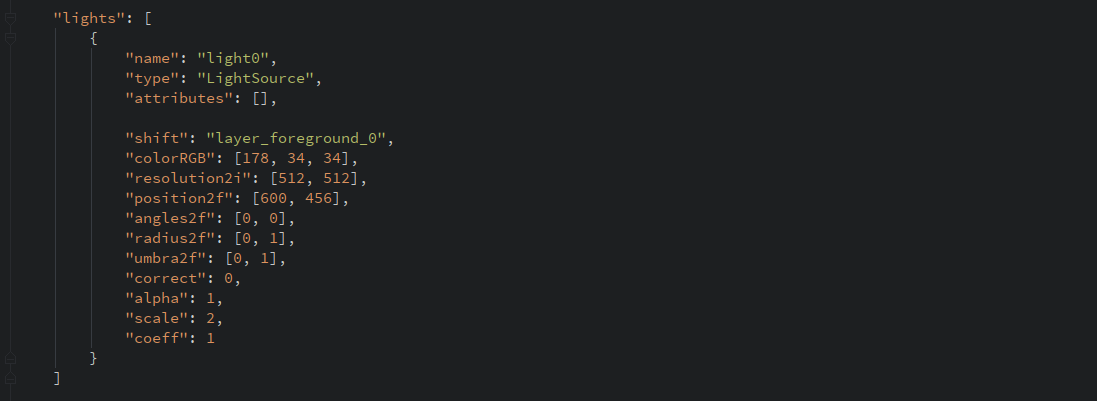 "lights": [
{
"name": "light0",
"type": "LightSource",
"attributes": [],
"shift": "layer_foreground_0",
"colorRGB": [178, 34, 34],
"resolution2i": [512, 512],
"position2f": [600, 456],
"angles2f": [0, 0],
"radius2f": [0, 1],
"umbra2f": [0, 1],
"correct": 0,
"alpha": 1,
"scale": 2,
"coeff": 1
}
]